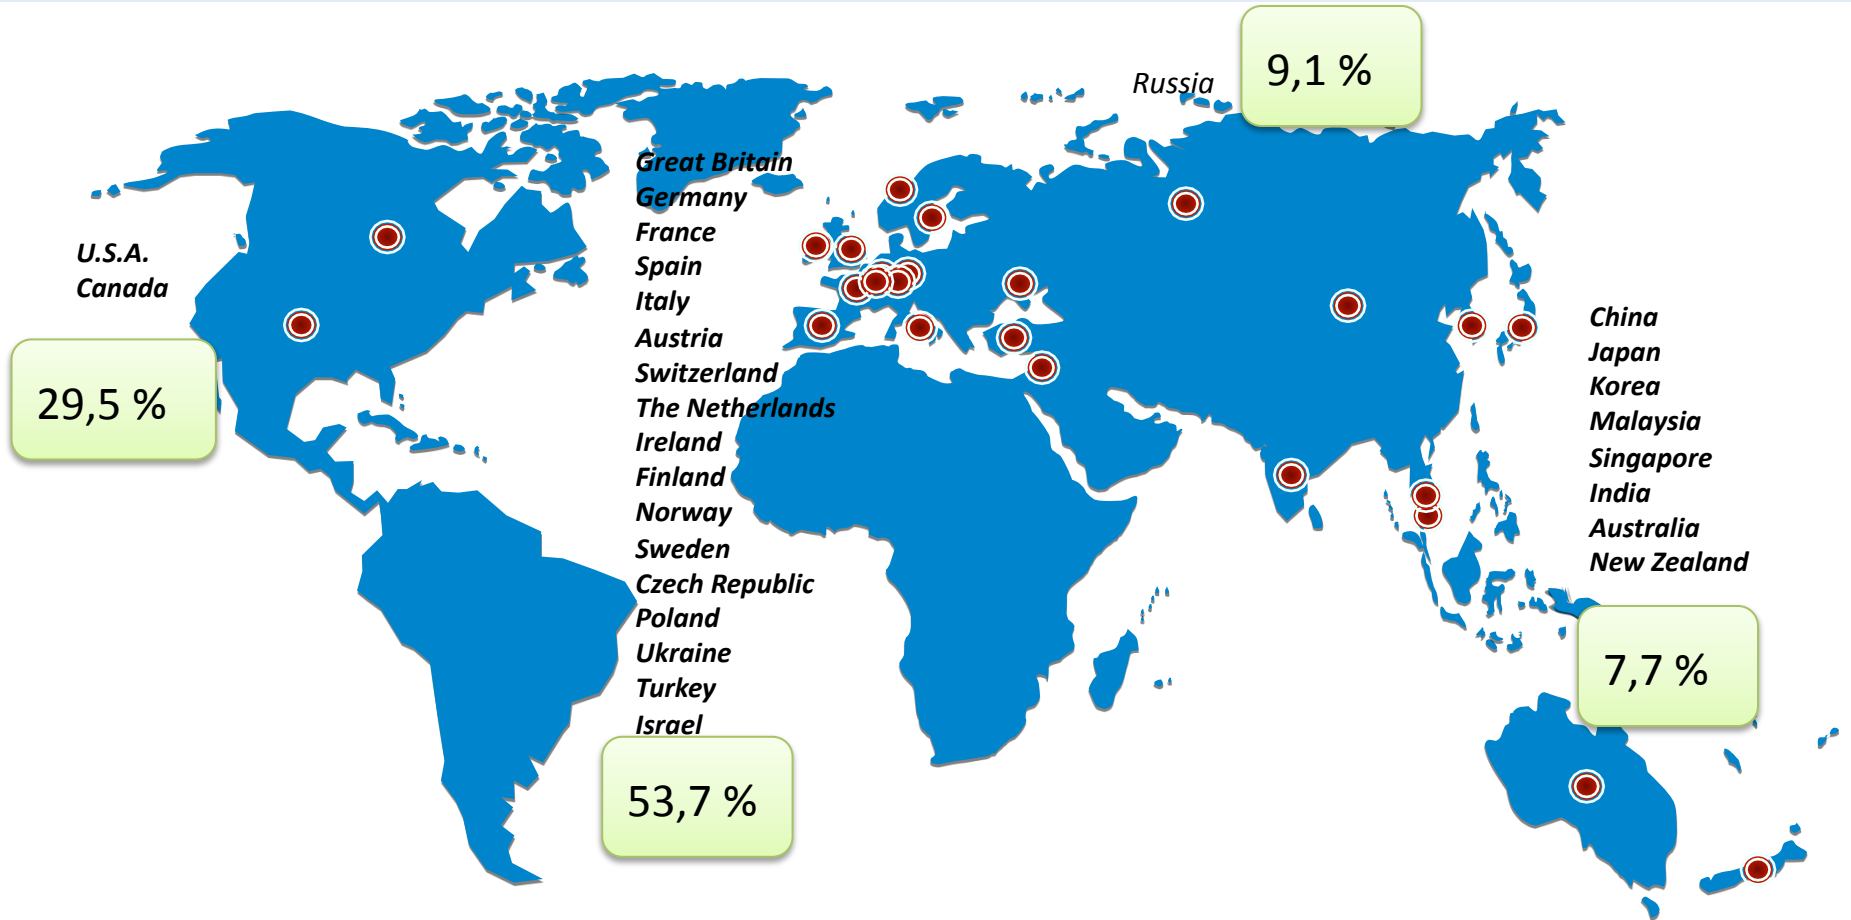 Russia
9,1 %
U.S.A.
Canada
29,5 %
Great Britain
Germany
France
Spain
Italy
Austria
Switzerland
The Netherlands
Ireland
Finland
Norway
Sweden
Czech Republic
Poland
Ukraine
Turkey
Israel
53,7 %
China
Japan
Korea
Malaysia
Singapore
India
Australia
New Zealand
7,7 %